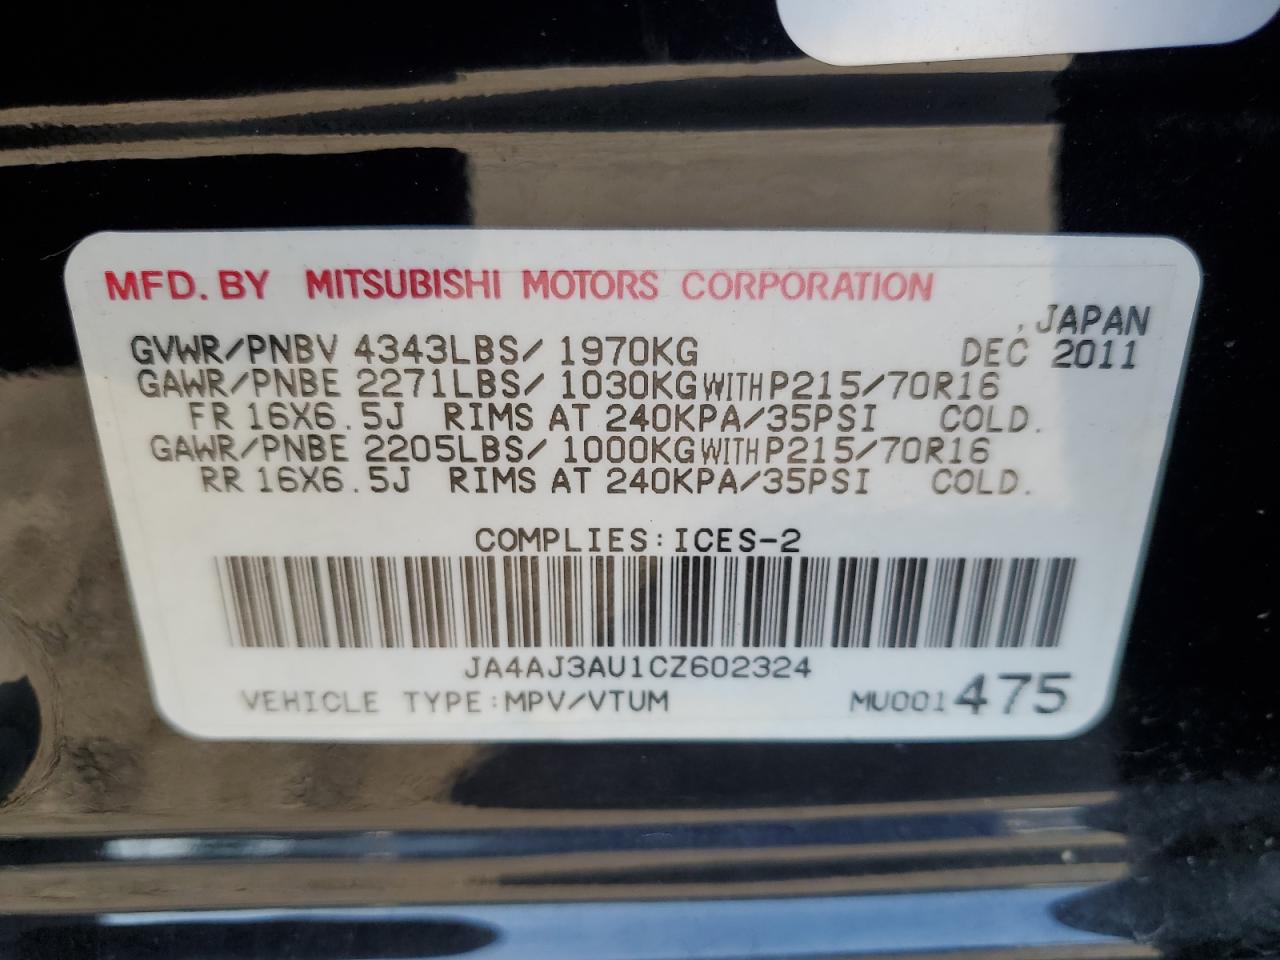 MFD. BY MITSUBISHI MOTORS CORPORATION
, JAPAN
GVWR/PNBV 4343LBS/ 1970KG DEC 2011
GAWR/PNBE 2271LBS/ 1030KG WITH P215/70R16
FR 16X6.5J RIMS AT 240KPA/35PSI COLD.
GAWR/PNBE 2205LBS/ 1000KG WITH P215/70R16
RR 16X6.5J RIMS AT 240KPA/35PSI COLD.
COMPLIES:ICES-2
JA4AJ3AU1CZ602324
VEHICLE TYPE:MPV/VTUM MU001 475